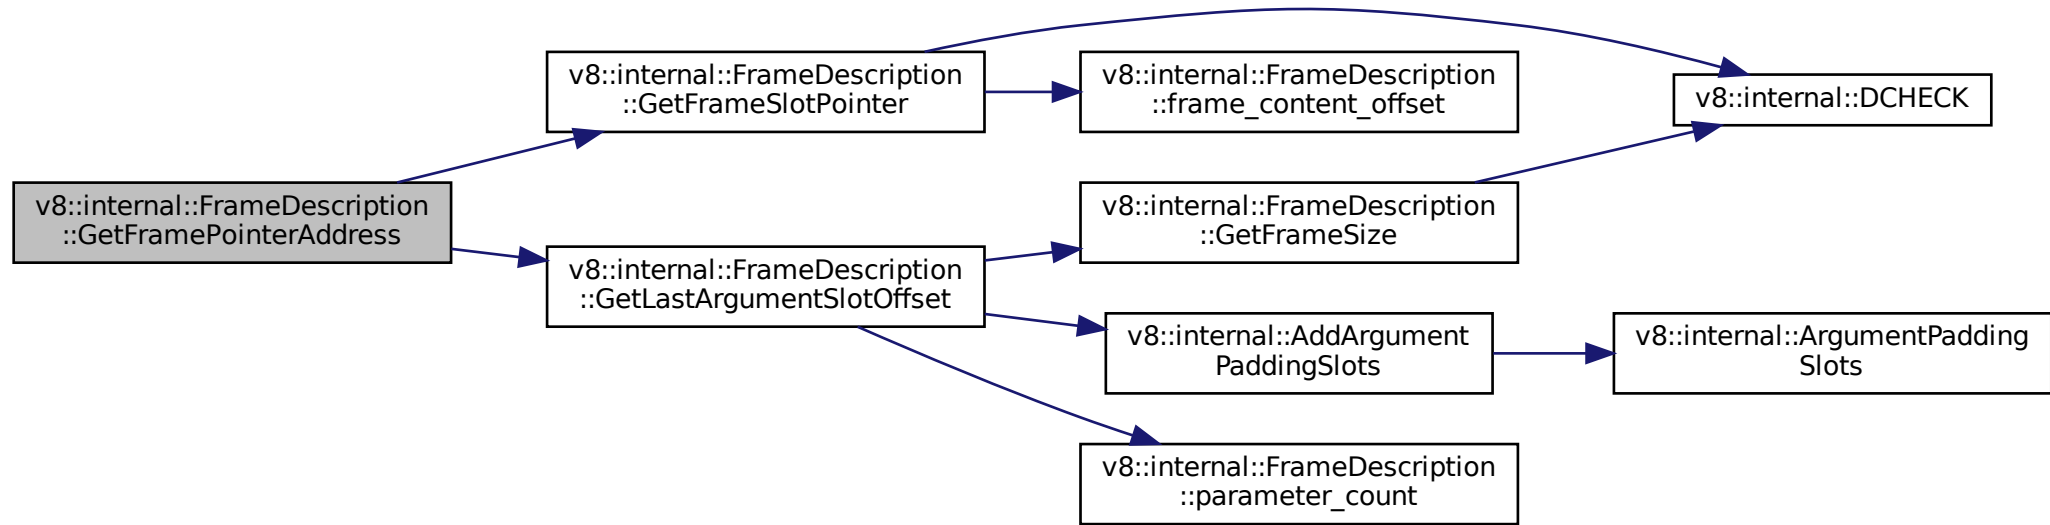 v8::internal::FrameDescription
::GetFramePointerAddress
v8::internal::FrameDescription
::GetFrameSlotPointer
v8::internal::FrameDescription
::GetLastArgumentSlotOffset
v8::internal::FrameDescription
::frame_content_offset
v8::internal::FrameDescription
::GetFrameSize
v8::internal::AddArgument
PaddingSlots
v8::internal::FrameDescription
::parameter_count
v8::internal::DCHECK
v8::internal::ArgumentPadding
Slots